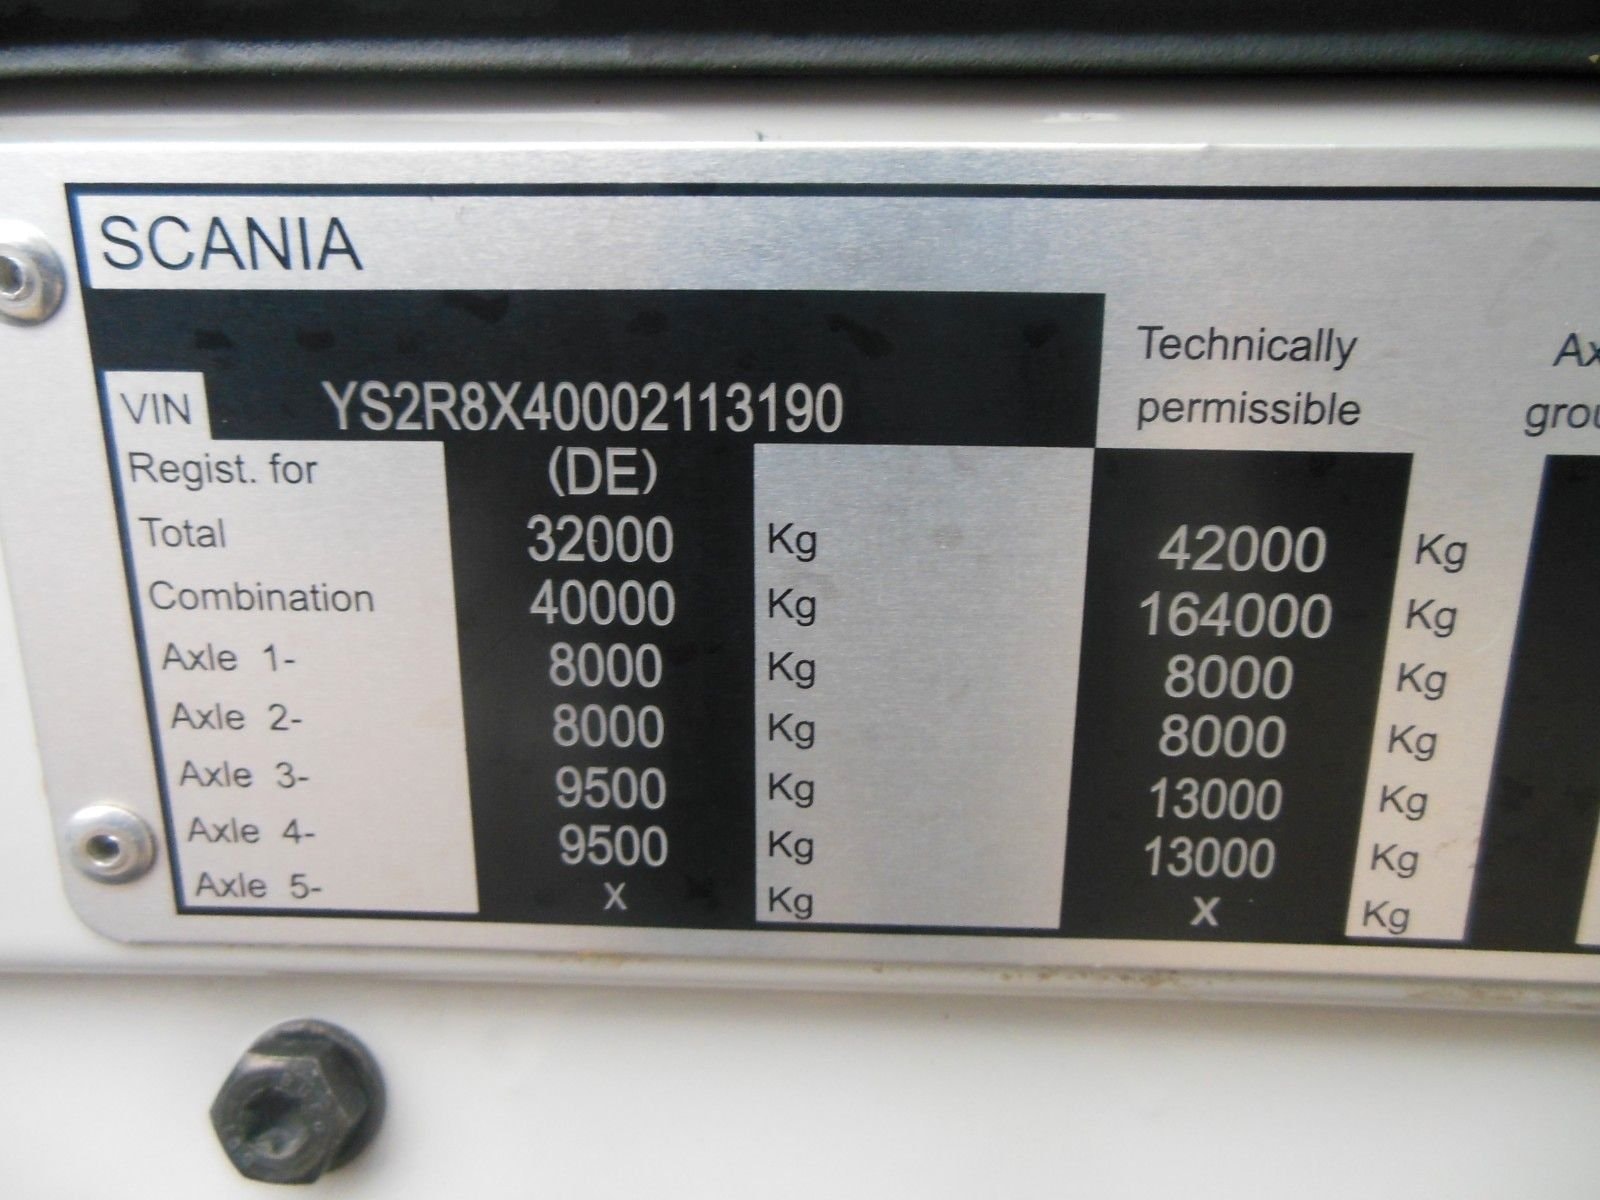 SCANIA
Technically permissible
VIN YS2R8X40002113190
Regist. for (DE)
Total 32000 Kg 42000 Kg
Combination 40000 Kg 164000 Kg
Axle 1- 8000 Kg 8000 Kg
Axle 2- 8000 Kg 8000 Kg
Axle 3- 9500 Kg 13000 Kg
Axle 4- 9500 Kg 13000 Kg
Axle 5- X Kg X Kg